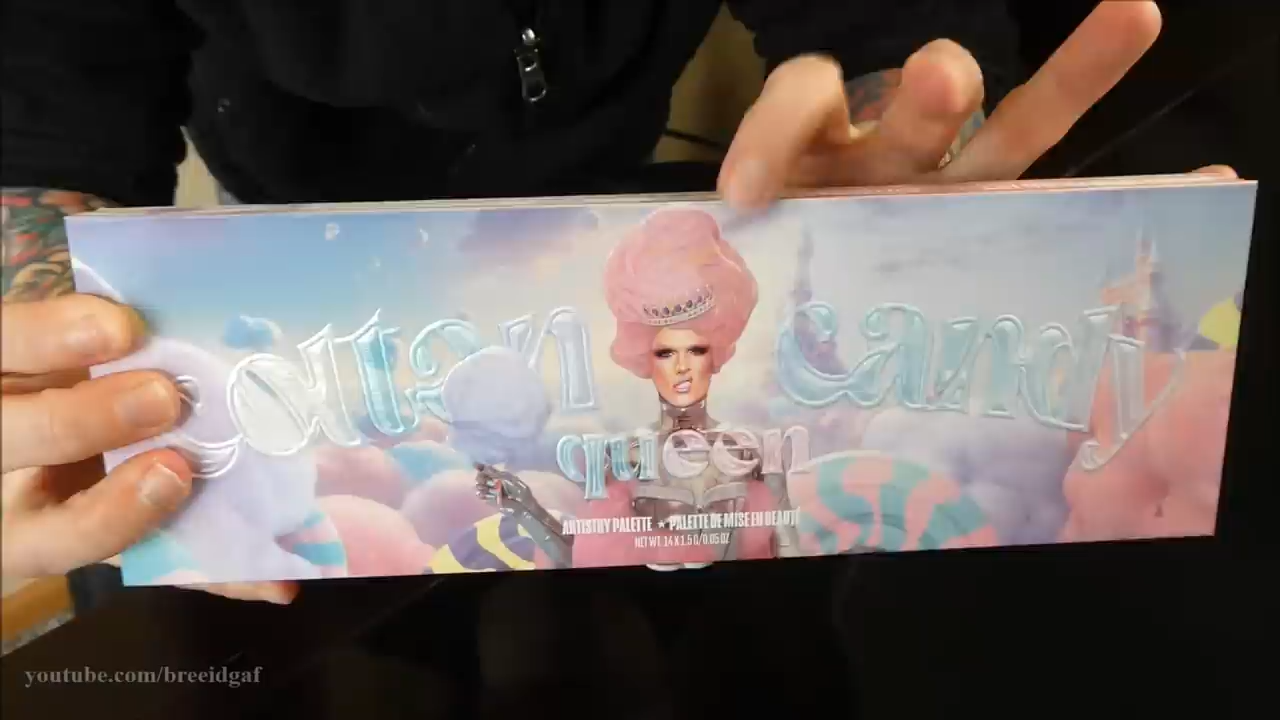 cotton candy
queen
ARTISTRY PALETTE ★ PALETTE DE MISE EN BEAUTÉ
NET WT. 14 X 1.5 G/0.05 OZ
youtube.com/breeidgaf